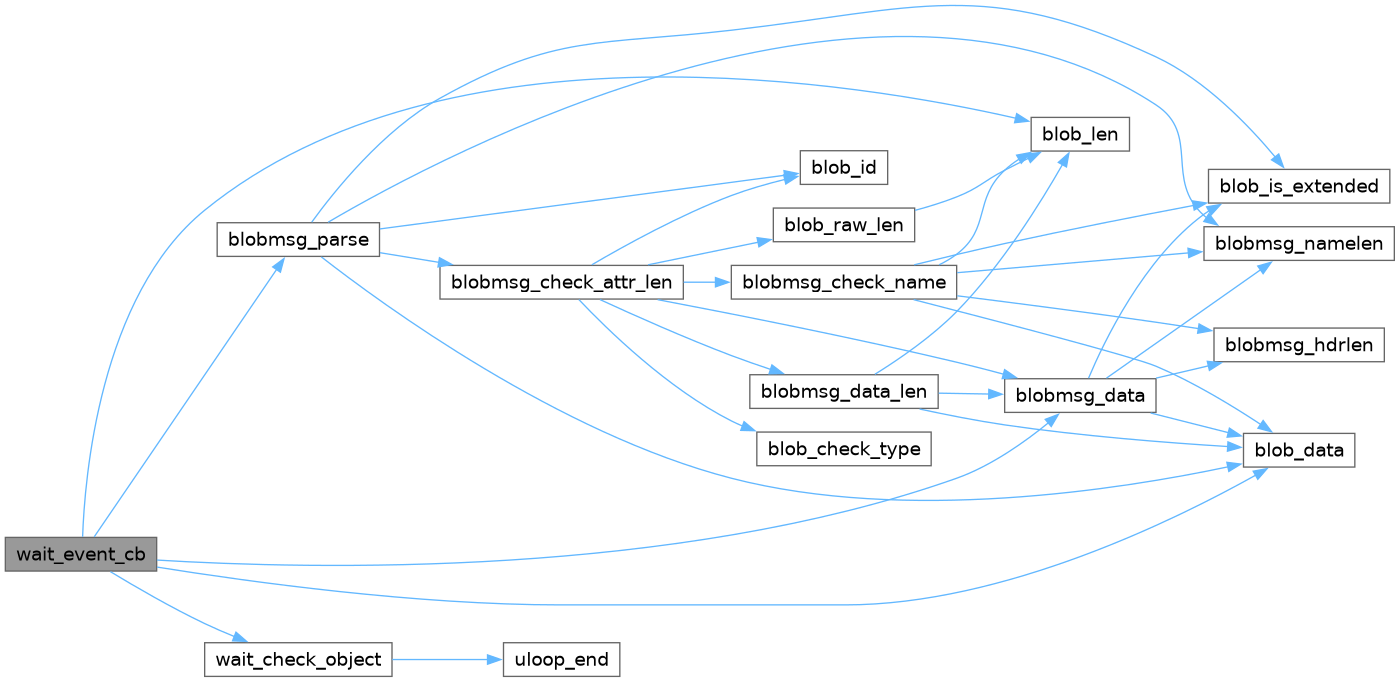 blob_len
blob_id
blob_is_extended
blob_raw_len
blobmsg_parse
blobmsg_namelen
blobmsg_check_attr_len
blobmsg_check_name
blobmsg_hdrlen
blobmsg_data_len
blobmsg_data
blob_check_type
blob_data
wait_event_cb
wait_check_object
uloop_end